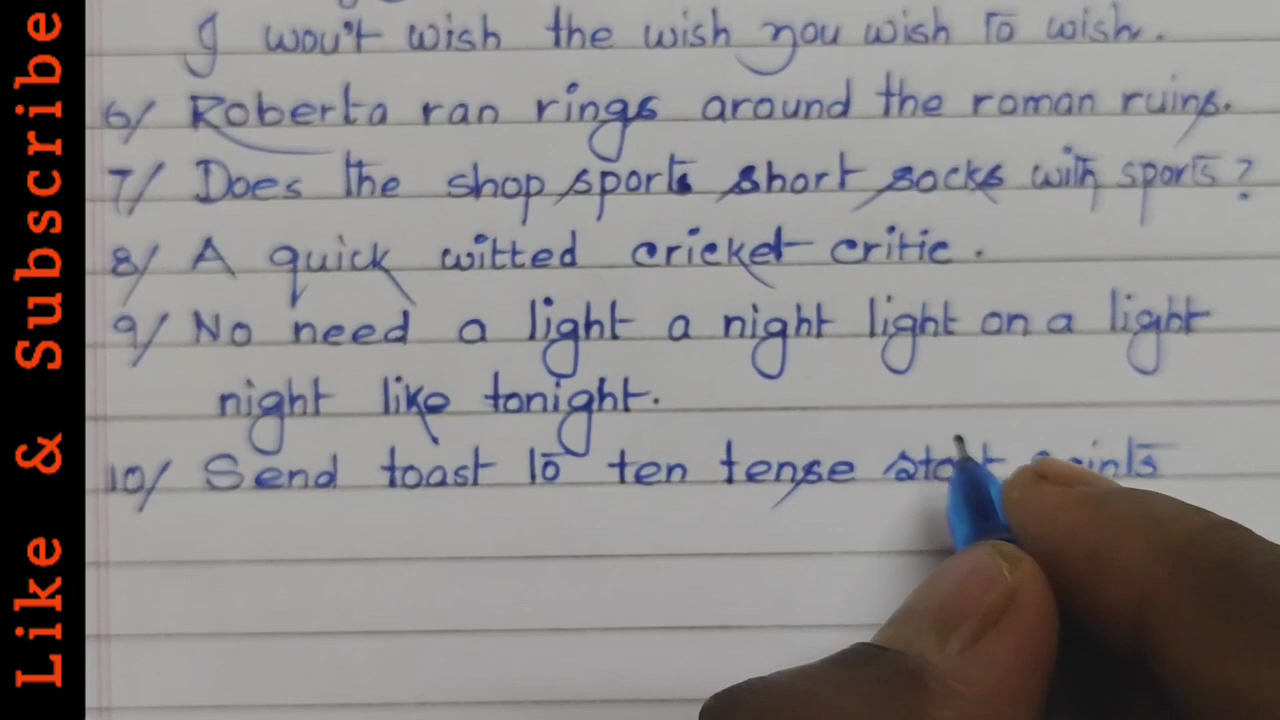 Like & Subscribe
I wou't wish the wish you wish to wish.
6/ Roberta ran rings around the roman ruins.
7/ Does the shop sports short socks with sports?
8/ A quick witted cricket critic.
9/ No need a light a night light on a light
night like tonight.
10/ Send toast to ten tense